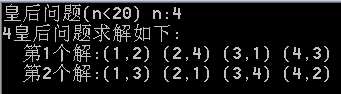 皇后问题(n<20) n:4
4皇后问题求解如下:
第1个解:(1,2) (2,4) (3,1) (4,3)
第2个解:(1,3) (2,1) (3,4) (4,2)